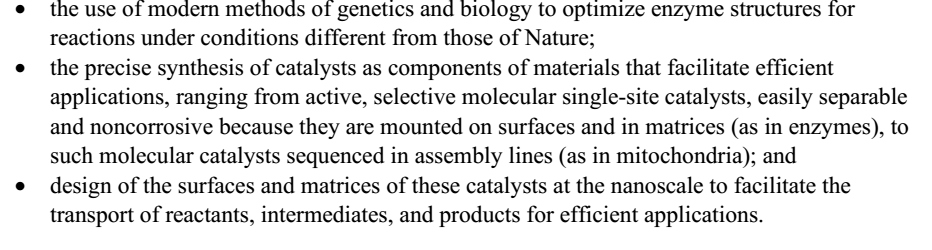 • the use of modern methods of genetics and biology to optimize enzyme structures for
reactions under conditions different from those of Nature;
• the precise synthesis of catalysts as components of materials that facilitate efficient
applications, ranging from active, selective molecular single-site catalysts, easily separable
and noncorrosive because they are mounted on surfaces and in matrices (as in enzymes), to
such molecular catalysts sequenced in assembly lines (as in mitochondria); and
• design of the surfaces and matrices of these catalysts at the nanoscale to facilitate the
transport of reactants, intermediates, and products for efficient applications.